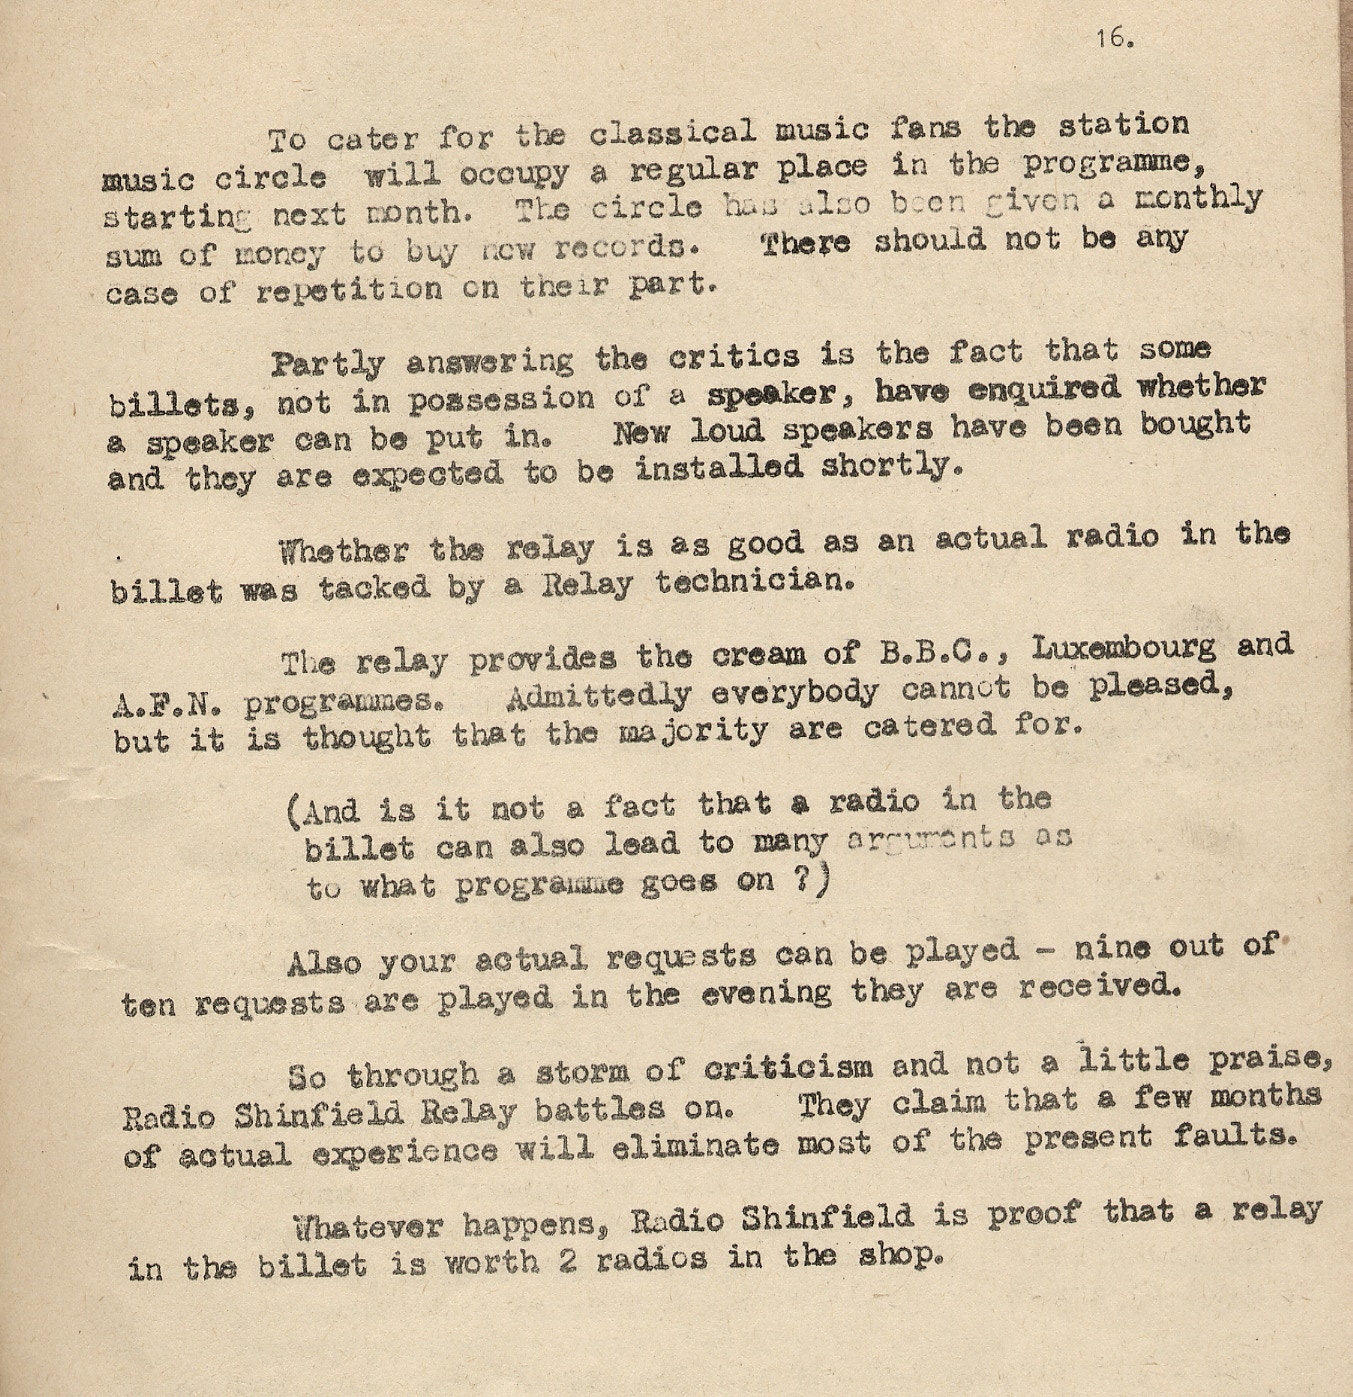 16.
To cater for the classical music fans the station
music circle will occupy a regular place in the programme,
starting next month. The circle has also been given a monthly
sum of money to buy new records. There should not be any
case of repetition on their part.
Partly answering the critics is the fact that some
billets, not in possession of a speaker, have enquired whether
a speaker can be put in. New loud speakers have been bought
and they are expected to be installed shortly.
Whether the relay is as good as an actual radio in the
billet was tacked by a Relay technician.
The relay provides the cream of B.B.C., Luxembourg and
A.F.N. programmes. Admittedly everybody cannot be pleased,
but it is thought that the majority are catered for.
(And is it not a fact that a radio in the
billet can also lead to many arguments as
to what programme goes on ?)
Also your actual requests can be played - nine out of
ten requests are played in the evening they are received.
So through a storm of criticism and not a little praise,
Radio Shinfield Relay battles on. They claim that a few months
of actual experience will eliminate most of the present faults.
Whatever happens, Radio Shinfield is proof that a relay
in the billet is worth 2 radios in the shop.